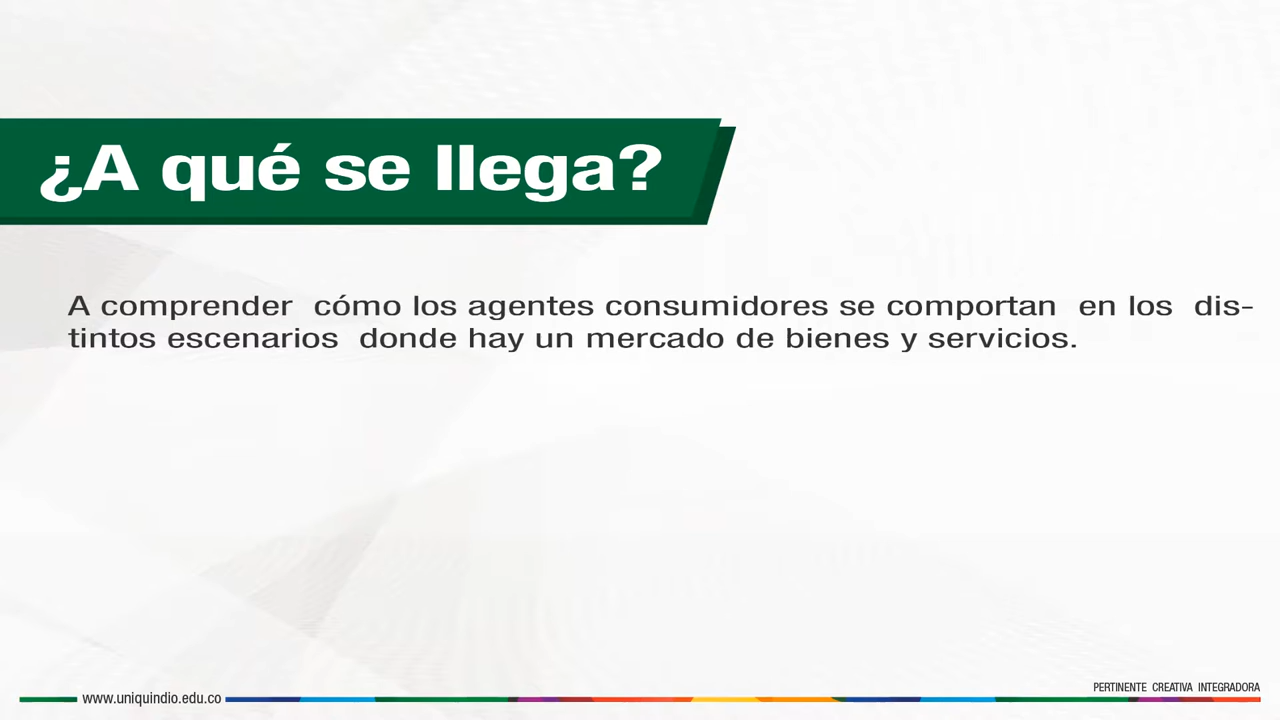 ¿A qué se llega?
A comprender cómo los agentes consumidores se comportan en los dis-
tintos escenarios donde hay un mercado de bienes y servicios.
PERTINENTE CREATIVA INTEGRADORA
www.uniquindio.edu.co